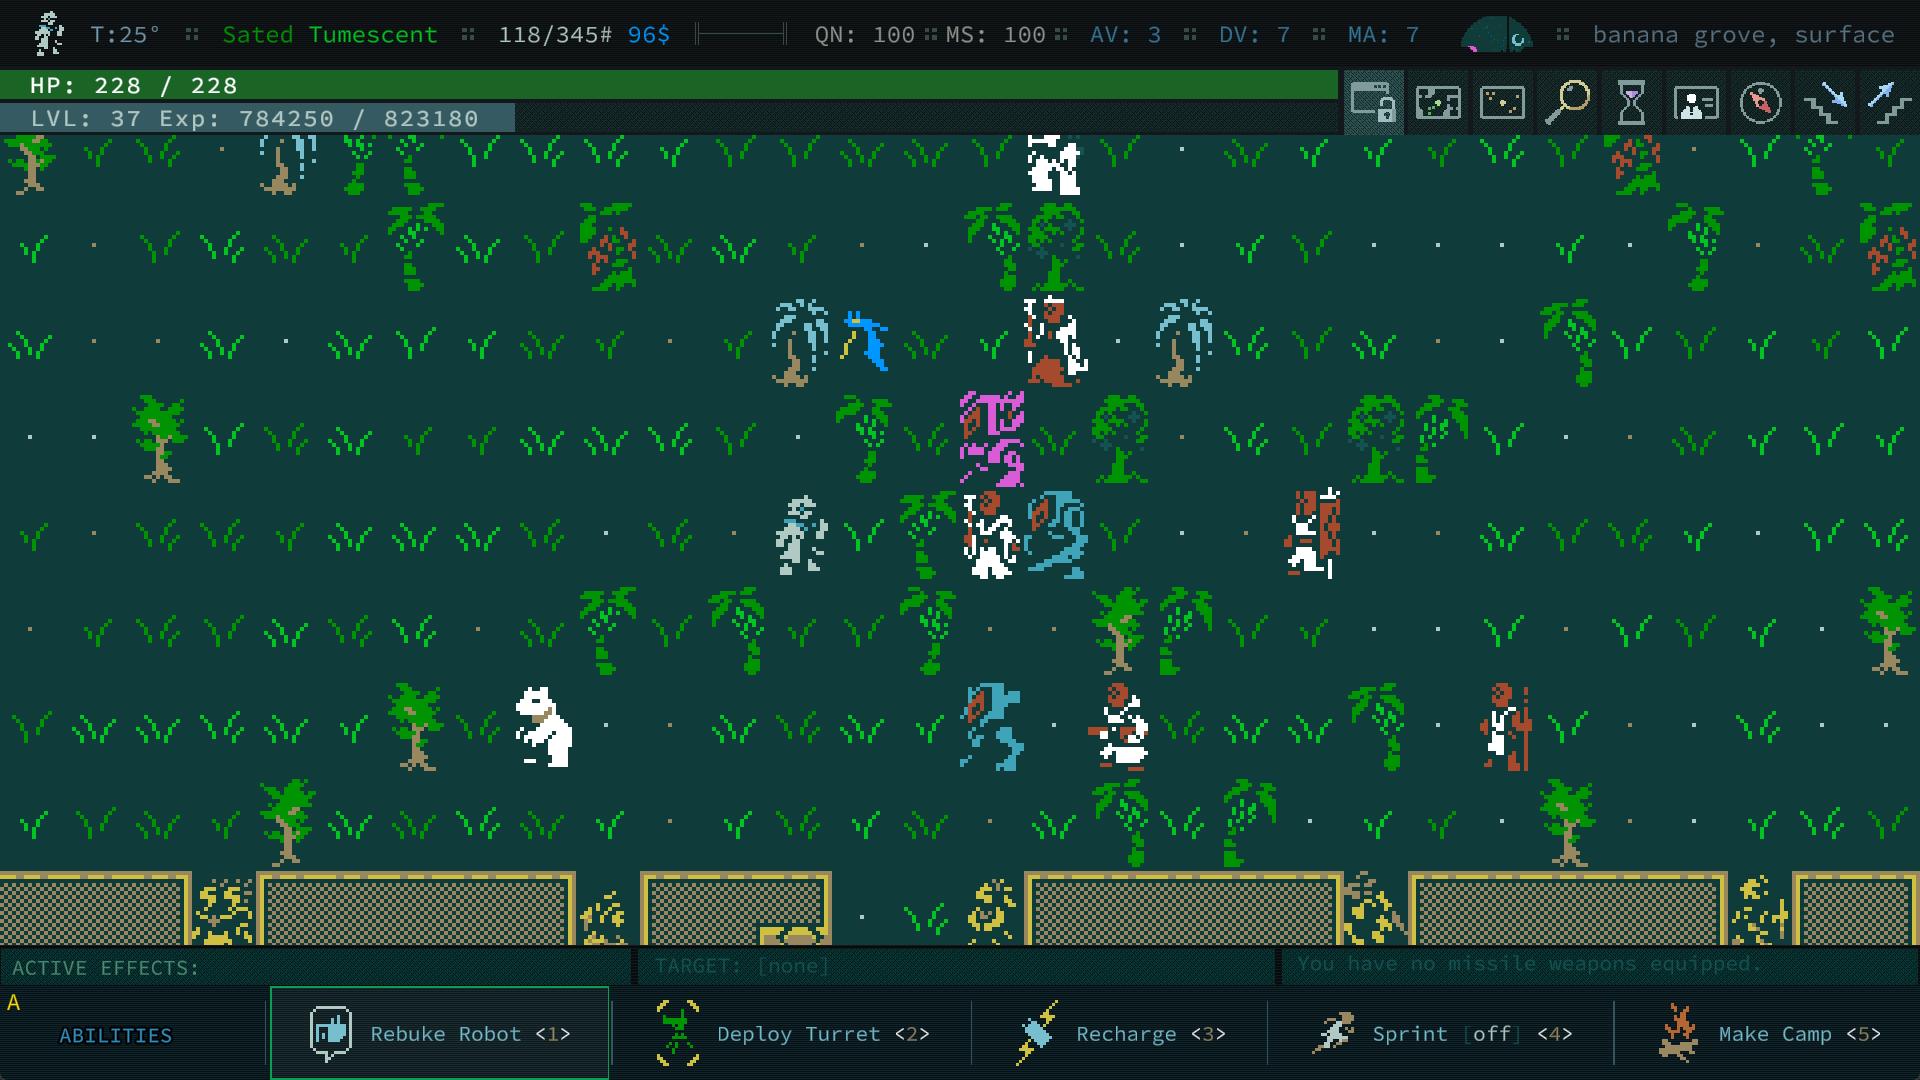 T:25° Sated Tumescent 118/345# 96$ QN: 100 MS: 100 AV: 3 DV: 7 MA: 7 banana grove, surface
HP: 228 / 228
LVL: 37 Exp: 784250 / 823180
ACTIVE EFFECTS: TARGET: [none] You have no missile weapons equipped.
A
ABILITIES Rebuke Robot <1> Deploy Turret <2> Recharge <3> Sprint [off] <4> Make Camp <5>